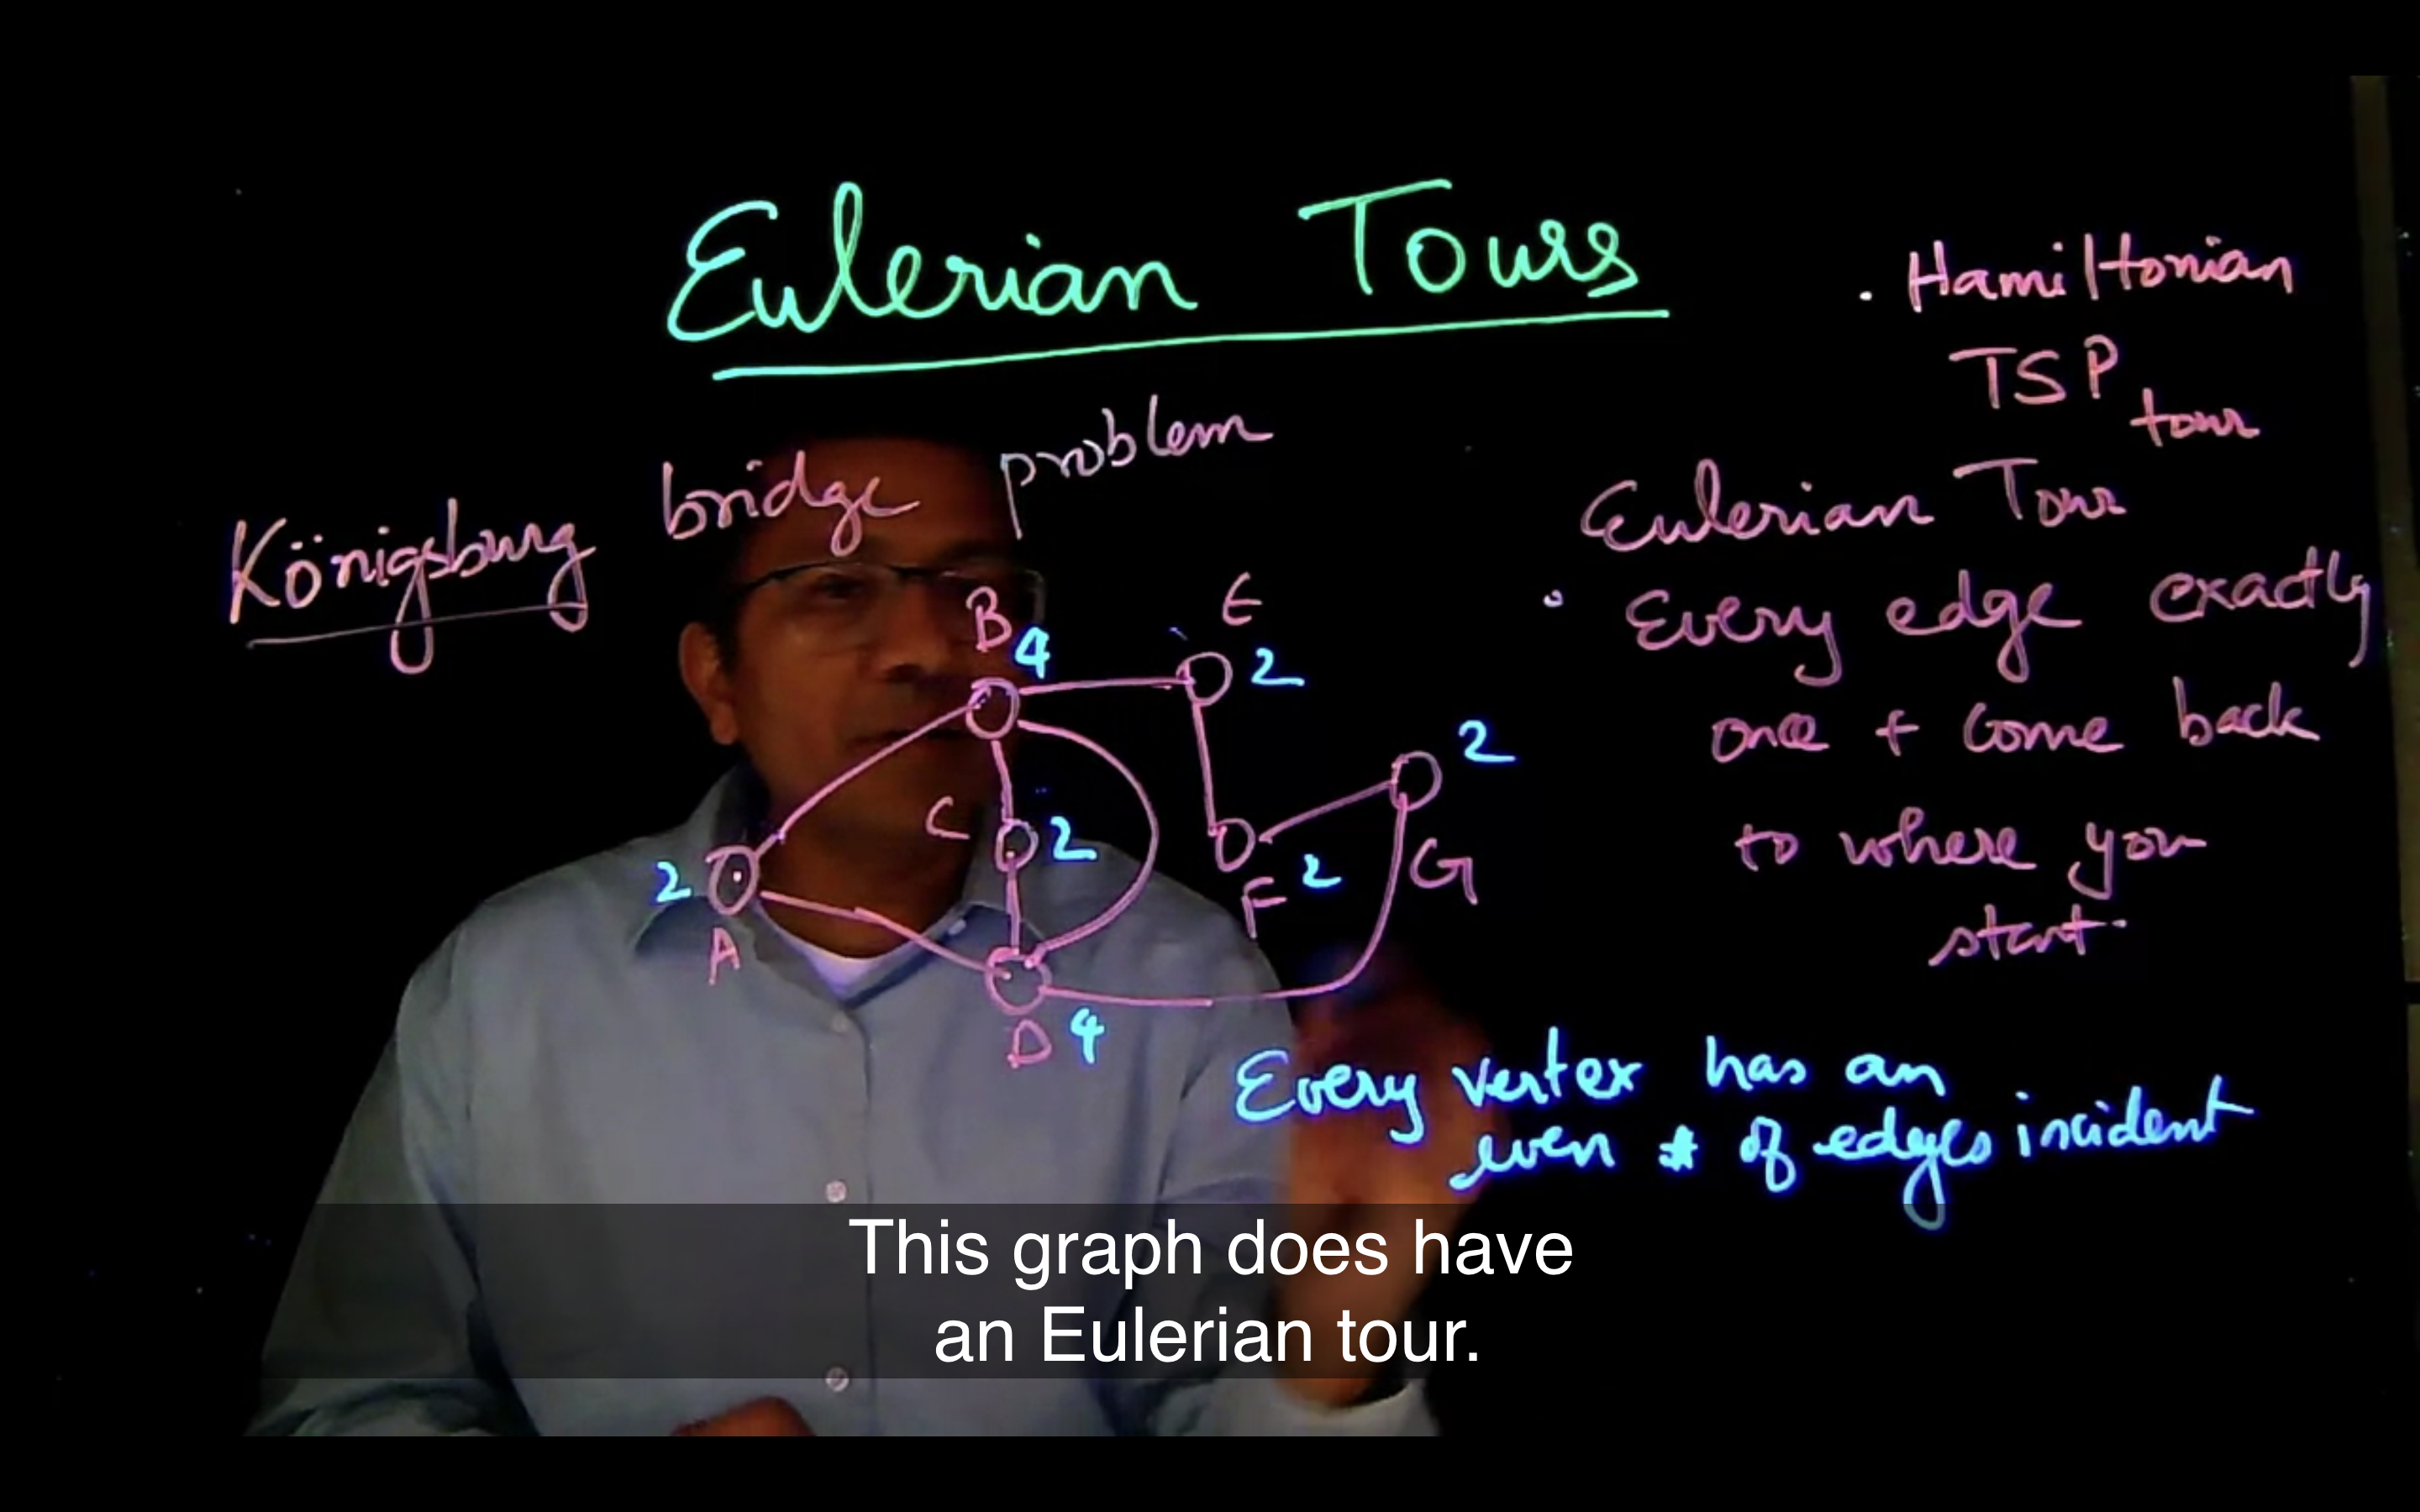 Eulerian Tours
· Hamiltonian
TSP
tour
Königsburg bridge problem
Eulerian Tour
· Every edge exactly
once + come back
to where you
start.
B 4
E 2
G 2
C 2
F 2
2 A
D 4
Every vertex has an
even # of edges incident
This graph does have
an Eulerian tour.